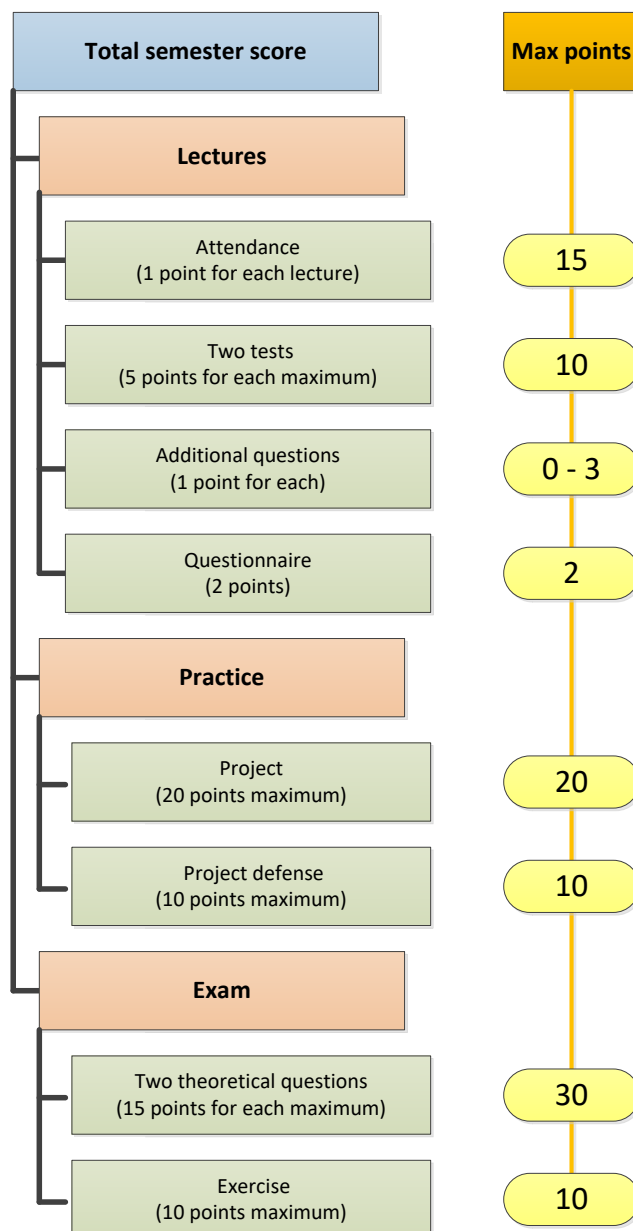 Total semester score
Max points
Lectures
Attendance
(1 point for each lecture)
15
Two tests
(5 points for each maximum)
10
Additional questions
(1 point for each)
0 - 3
Questionnaire
(2 points)
2
Practice
Project
(20 points maximum)
20
Project defense
(10 points maximum)
10
Exam
Two theoretical questions
(15 points for each maximum)
30
Exercise
(10 points maximum)
10